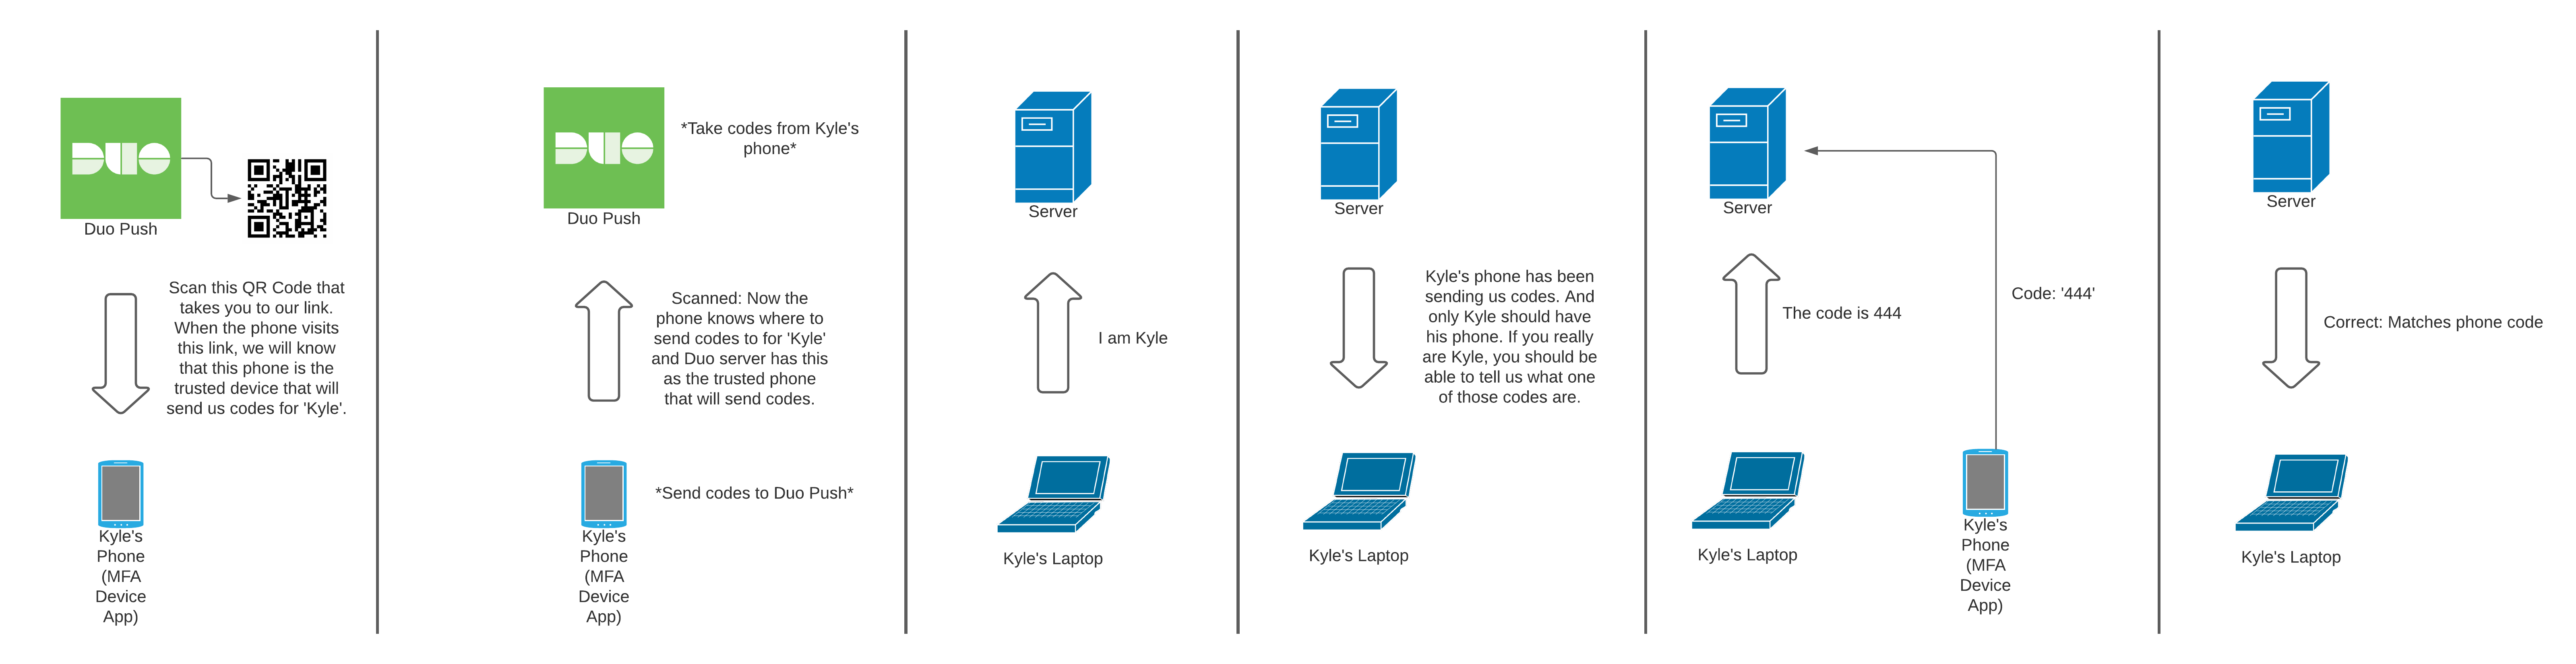 DUO
Duo Push
Scan this QR Code that
takes you to our link.
When the phone visits
this link, we will know
that this phone is the
trusted device that will
send us codes for 'Kyle'.
Kyle's
Phone
(MFA
Device
App)
DUO
Duo Push
*Take codes from Kyle's
phone*
Scanned: Now the
phone knows where to
send codes to for 'Kyle'
and Duo server has this
as the trusted phone
that will send codes.
*Send codes to Duo Push*
Kyle's
Phone
(MFA
Device
App)
Server
I am Kyle
Kyle's Laptop
Server
Kyle's phone has been
sending us codes. And
only Kyle should have
his phone. If you really
are Kyle, you should be
able to tell us what one
of those codes are.
Kyle's Laptop
Server
The code is 444
Code: '444'
Kyle's Laptop
Kyle's
Phone
(MFA
Device
App)
Server
Correct: Matches phone code
Kyle's Laptop